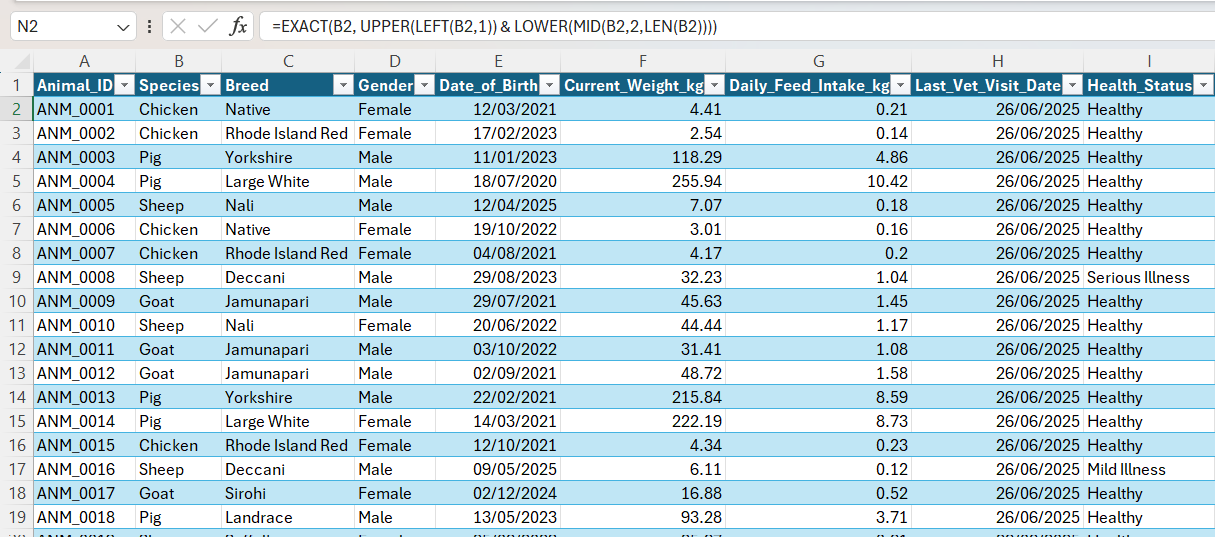 N2 fx =EXACT(B2, UPPER(LEFT(B2,1)) & LOWER(MID(B2,2,LEN(B2))))
A B C D E F G H I
1 Animal_ID Species Breed Gender Date_of_Birth Current_Weight_kg Daily_Feed_Intake_kg Last_Vet_Visit_Date Health_Status
2 ANM_0001 Chicken Native Female 12/03/2021 4.41 0.21 26/06/2025 Healthy
3 ANM_0002 Chicken Rhode Island Red Female 17/02/2023 2.54 0.14 26/06/2025 Healthy
4 ANM_0003 Pig Yorkshire Male 11/01/2023 118.29 4.86 26/06/2025 Healthy
5 ANM_0004 Pig Large White Male 18/07/2020 255.94 10.42 26/06/2025 Healthy
6 ANM_0005 Sheep Nali Male 12/04/2025 7.07 0.18 26/06/2025 Healthy
7 ANM_0006 Chicken Native Female 19/10/2022 3.01 0.16 26/06/2025 Healthy
8 ANM_0007 Chicken Rhode Island Red Female 04/08/2021 4.17 0.2 26/06/2025 Healthy
9 ANM_0008 Sheep Deccani Male 29/08/2023 32.23 1.04 26/06/2025 Serious Illness
10 ANM_0009 Goat Jamunapari Male 29/07/2021 45.63 1.45 26/06/2025 Healthy
11 ANM_0010 Sheep Nali Female 20/06/2022 44.44 1.17 26/06/2025 Healthy
12 ANM_0011 Goat Jamunapari Male 03/10/2022 31.41 1.08 26/06/2025 Healthy
13 ANM_0012 Goat Jamunapari Male 02/09/2021 48.72 1.58 26/06/2025 Healthy
14 ANM_0013 Pig Yorkshire Male 22/02/2021 215.84 8.59 26/06/2025 Healthy
15 ANM_0014 Pig Large White Female 14/03/2021 222.19 8.73 26/06/2025 Healthy
16 ANM_0015 Chicken Rhode Island Red Female 12/10/2021 4.34 0.23 26/06/2025 Healthy
17 ANM_0016 Sheep Deccani Male 09/05/2025 6.11 0.12 26/06/2025 Mild Illness
18 ANM_0017 Goat Sirohi Female 02/12/2024 16.88 0.52 26/06/2025 Healthy
19 ANM_0018 Pig Landrace Male 13/05/2023 93.28 3.71 26/06/2025 Healthy